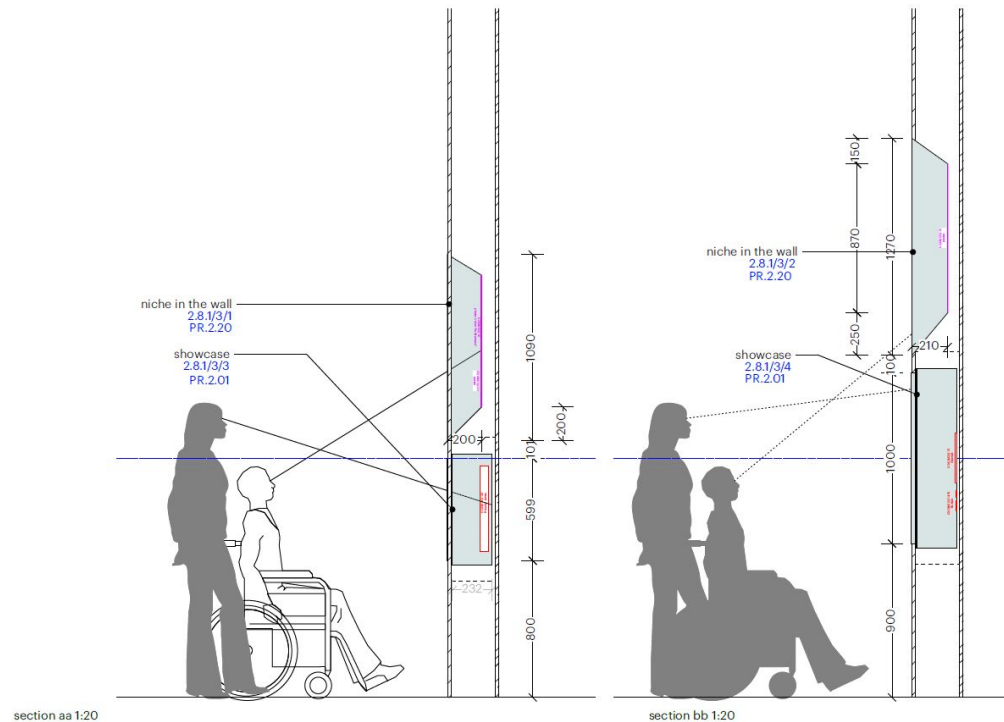 niche in the wall
2.8.1/3/1
PR.2.20
showcase
2.8.1/3/3
PR.2.01
1090
200
200
101
599
232
800
section aa 1:20
150
870
1270
250
niche in the wall
2.8.1/3/2
PR.2.20
210
100
showcase
2.8.1/3/4
PR.2.01
1000
900
section bb 1:20